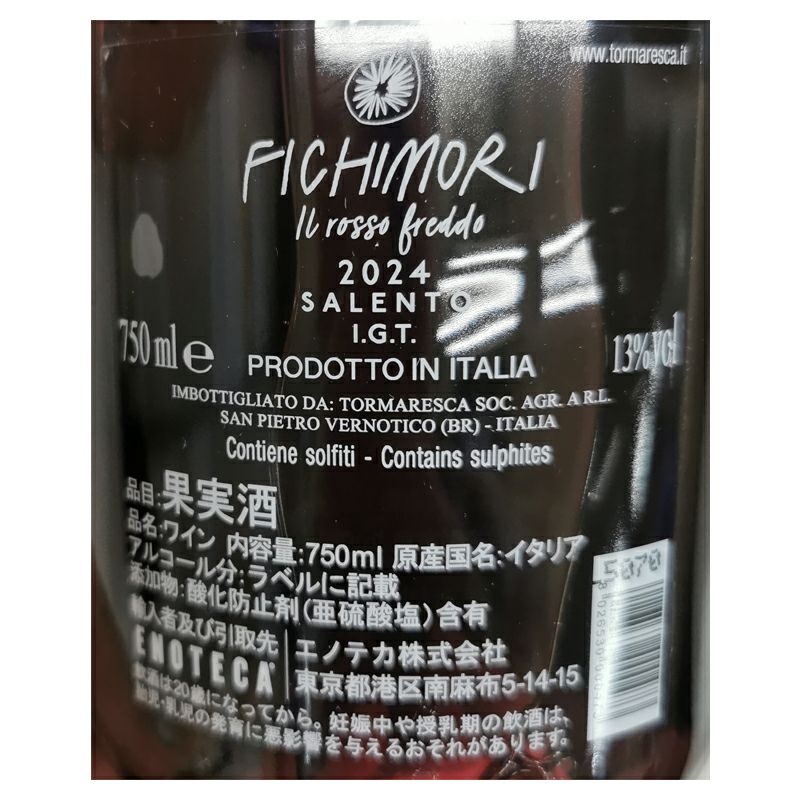 www.tormaresca.it
FICHIMORI
Il rosso freddo
2024
SALENTO
I.G.T.
750 ml e
13% vol
PRODOTTO IN ITALIA
IMBOTTIGLIATO DA: TORMARESCA SOC. AGR. A R.L.
SAN PIETRO VERNOTICO (BR) - ITALIA
Contiene solfiti - Contains sulphites
品目:果実酒
品名:ワイン 内容量:750ml 原産国名:イタリア
アルコール分:ラベルに記載
添加物:酸化防止剤(亜硫酸塩)含有
輸入者及び引取先
ENOTECA
エノテカ株式会社
東京都港区南麻布5-14-15
飲酒は20歳になってから。妊娠中や授乳期の飲酒は、
胎児・乳児の発育に悪影響を与えるおそれがあります。